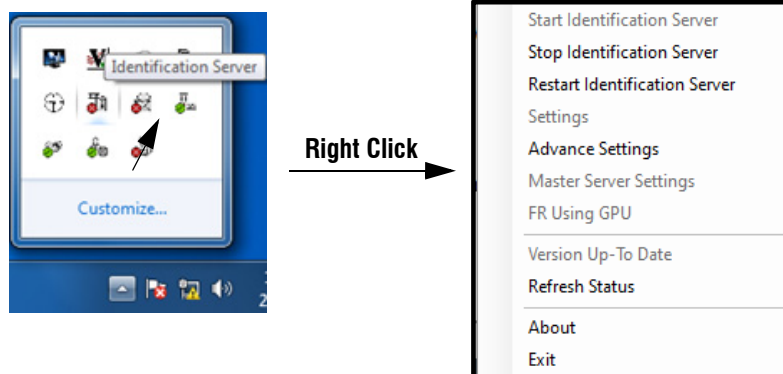 Identification Server
Customize...
Right Click
Start Identification Server
Stop Identification Server
Restart Identification Server
Settings
Advance Settings
Master Server Settings
FR Using GPU
Version Up-To Date
Refresh Status
About
Exit